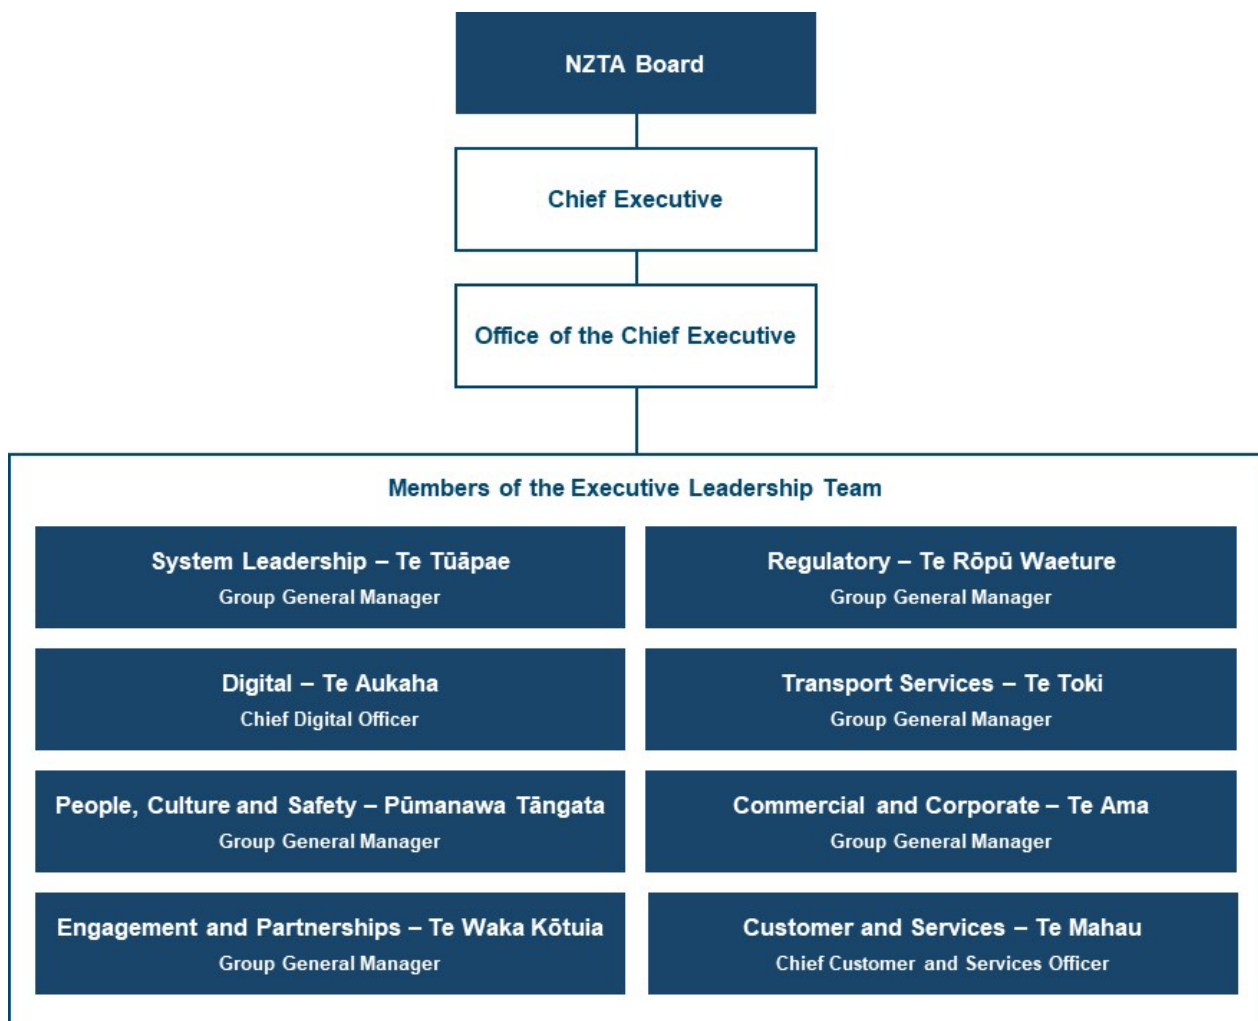 NZTA Board
Chief Executive
Office of the Chief Executive
Members of the Executive Leadership Team
System Leadership – Te Tūāpae
Group General Manager
Regulatory – Te Rōpū Waeture
Group General Manager
Digital – Te Aukaha
Chief Digital Officer
Transport Services – Te Toki
Group General Manager
People, Culture and Safety – Pūmanawa Tāngata
Group General Manager
Commercial and Corporate – Te Ama
Group General Manager
Engagement and Partnerships – Te Waka Kōtuia
Group General Manager
Customer and Services – Te Mahau
Chief Customer and Services Officer